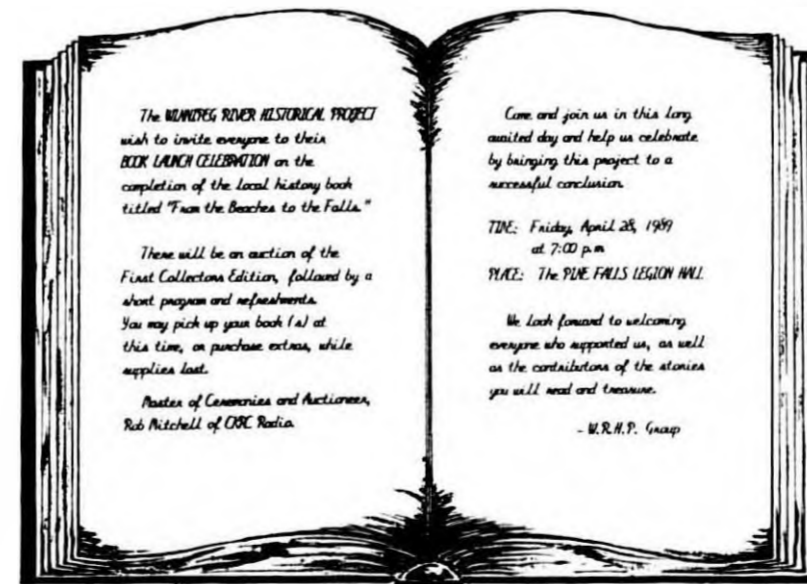 The WINNIPEG RIVER HISTORICAL PROJECT
wish to invite everyone to their
BOOK LAUNCH CELEBRATION on the
completion of the local history book
titled "From the Beaches to the Falls."
There will be an auction of the
First Collectors Edition, followed by a
short program and refreshments.
You may pick up your book (s) at
this time, or purchase extras, while
supplies last.
Master of Ceremonies and Auctioneer,
Rob Mitchell of Radio.
Come and join us in this long
awaited day and help us celebrate
by bringing this project to a
successful conclusion.
TIME: Friday, April 28, 1989
at 7:00 p.m
PLACE: The PINE FALLS LEGION HALL
We look forward to welcoming
everyone who supported us, as well
as the contributors of the stories
you will read and treasure.
- W.R.H.P. Group